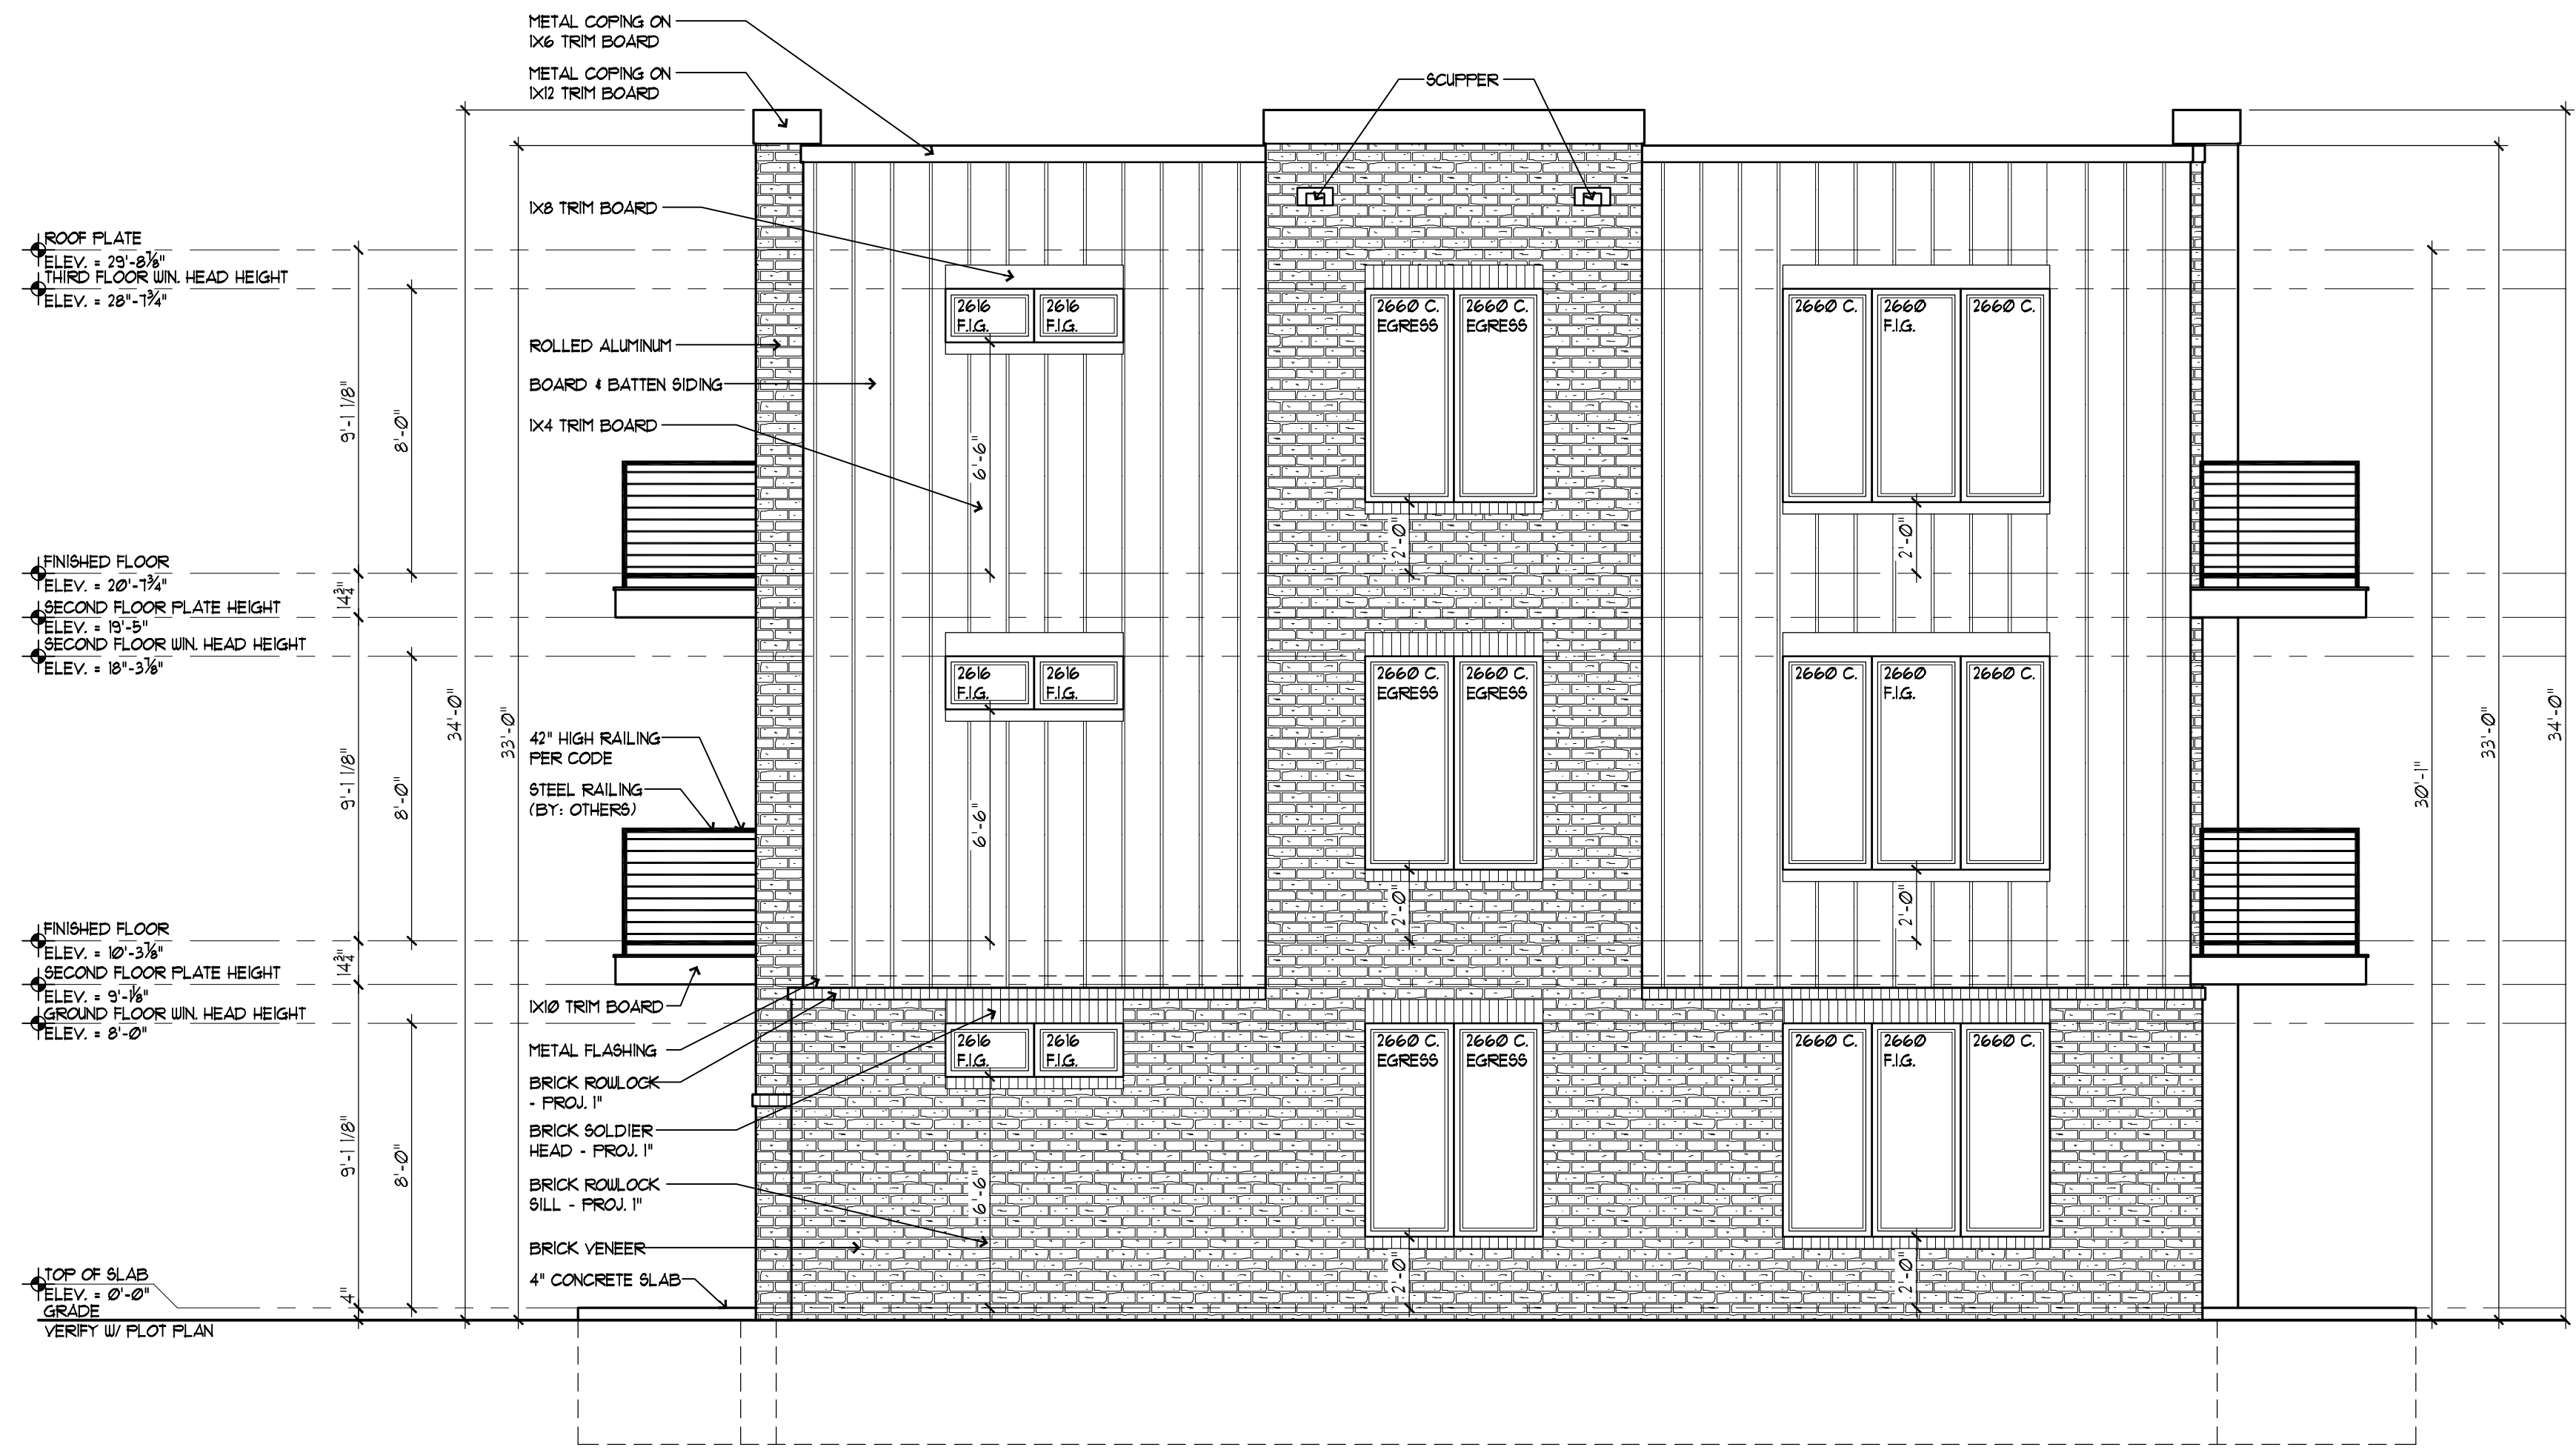 METAL COPING ON
1X6 TRIM BOARD
METAL COPING ON
1X12 TRIM BOARD
SCUPPER
1X8 TRIM BOARD
ROOF PLATE
ELEV. = 29'-8⅞"
THIRD FLOOR WIN. HEAD HEIGHT
ELEV. = 28"-7¾"
2616
F.I.G.
2616
F.I.G.
2660 C.
EGRESS
2660 C.
EGRESS
2660 C.
2660
F.I.G.
2660 C.
ROLLED ALUMINUM
BOARD & BATTEN SIDING
1X4 TRIM BOARD
9'-1 1/8"
8'-0"
6'-6"
2'-0"
2'-0"
FINISHED FLOOR
ELEV. = 20'-7¾"
14¾"
SECOND FLOOR PLATE HEIGHT
ELEV. = 19'-5"
SECOND FLOOR WIN. HEAD HEIGHT
ELEV. = 18"-3⅞"
2616
F.I.G.
2616
F.I.G.
2660 C.
EGRESS
2660 C.
EGRESS
2660 C.
2660
F.I.G.
2660 C.
34'-0"
33'-0"
42" HIGH RAILING
PER CODE
STEEL RAILING
(BY: OTHERS)
9'-1 1/8"
8'-0"
6'-6"
2'-0"
2'-0"
30'-1"
33'-0"
34'-0"
FINISHED FLOOR
ELEV. = 10'-3⅞"
14¾"
SECOND FLOOR PLATE HEIGHT
ELEV. = 9'-1⅛"
GROUND FLOOR WIN. HEAD HEIGHT
ELEV. = 8'-0"
1X10 TRIM BOARD
METAL FLASHING
BRICK ROWLOCK
- PROJ. 1"
BRICK SOLDIER
HEAD - PROJ. 1"
BRICK ROWLOCK
SILL - PROJ. 1"
BRICK VENEER
4" CONCRETE SLAB
2616
F.I.G.
2616
F.I.G.
2660 C.
EGRESS
2660 C.
EGRESS
2660 C.
2660
F.I.G.
2660 C.
9'-1 1/8"
8'-0"
6'-6"
2'-0"
2'-0"
TOP OF SLAB
ELEV. = 0'-0"
4"
GRADE
VERIFY W/ PLOT PLAN